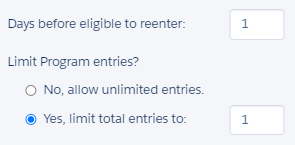 Days before eligible to reenter: 1
Limit Program entries?
No, allow unlimited entries.
Yes, limit total entries to: 1